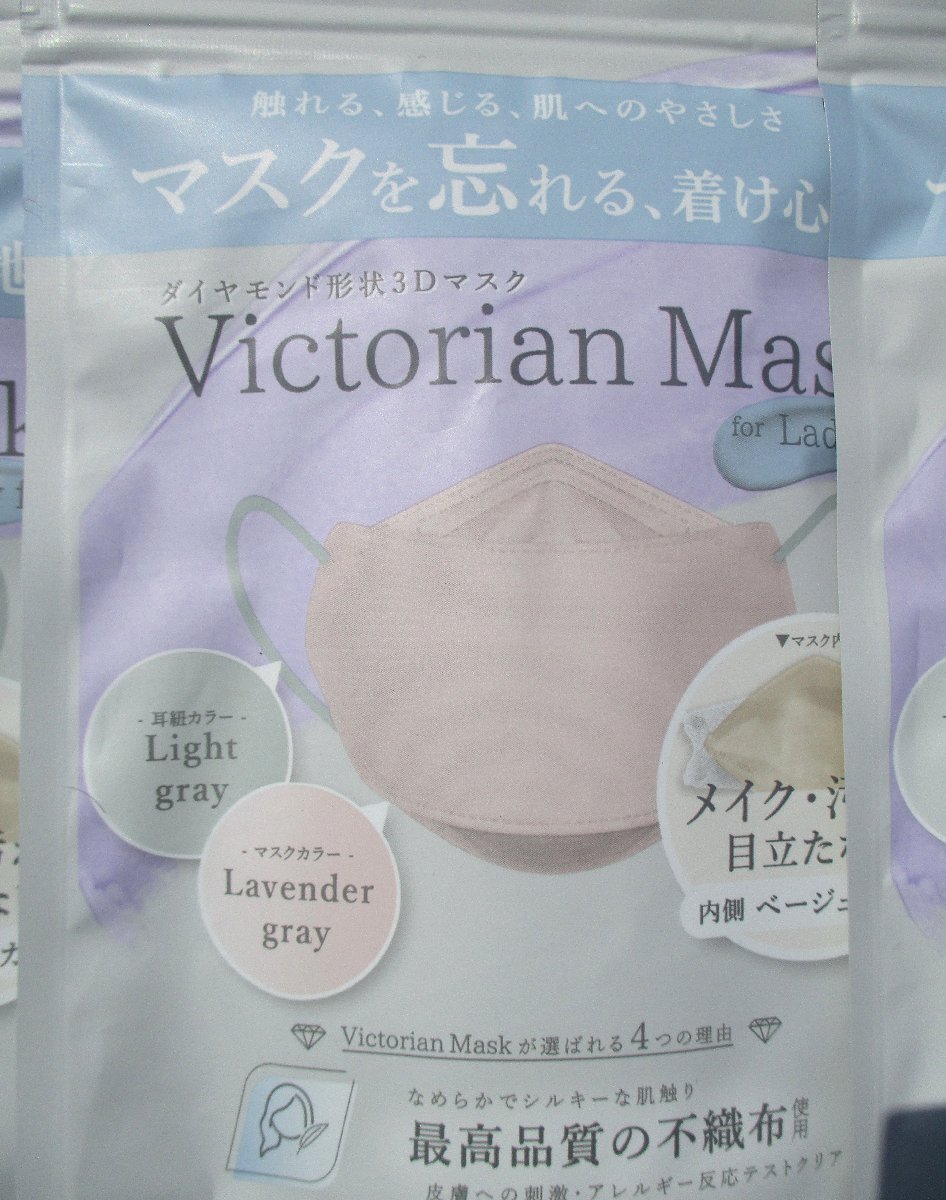 触れる、感じる、肌へのやさしさ
マスクを忘れる、着け心
ダイヤモンド形状3Dマスク
Victorian Mas
for Lad
▼マスク内
- 耳紐カラー -
Light
gray
メイク・汚
目立たな
内側 ベージュ
- マスクカラー -
Lavender
gray
Victorian Maskが選ばれる4つの理由
なめらかでシルキーな肌触り
最高品質の不織布使用
皮膚への刺激・アレルギー反応テストクリア